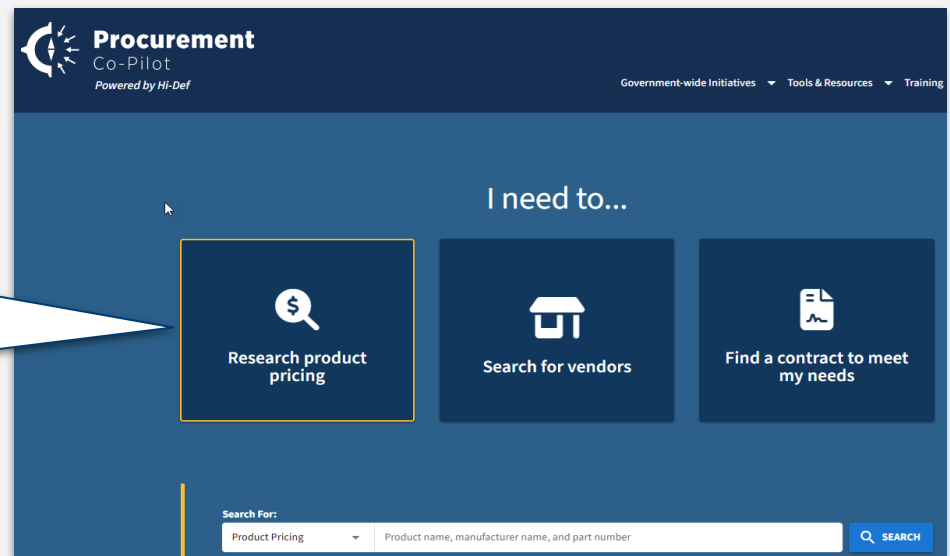 Procurement
Co-Pilot
Powered by Hi-Def
Government-wide Initiatives Tools & Resources Training
I need to...
Research product
pricing
Search for vendors
Find a contract to meet
my needs
Search For:
Product Pricing Product name, manufacturer name, and part number SEARCH